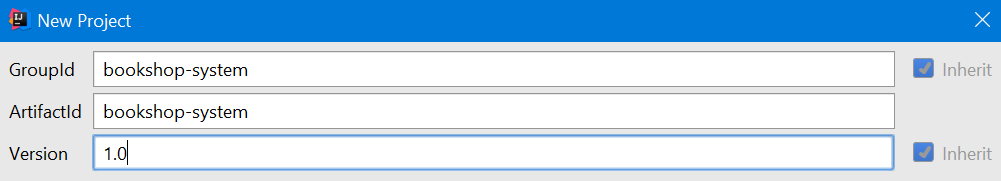 New Project
GroupId bookshop-system Inherit
ArtifactId bookshop-system
Version 1.0 Inherit